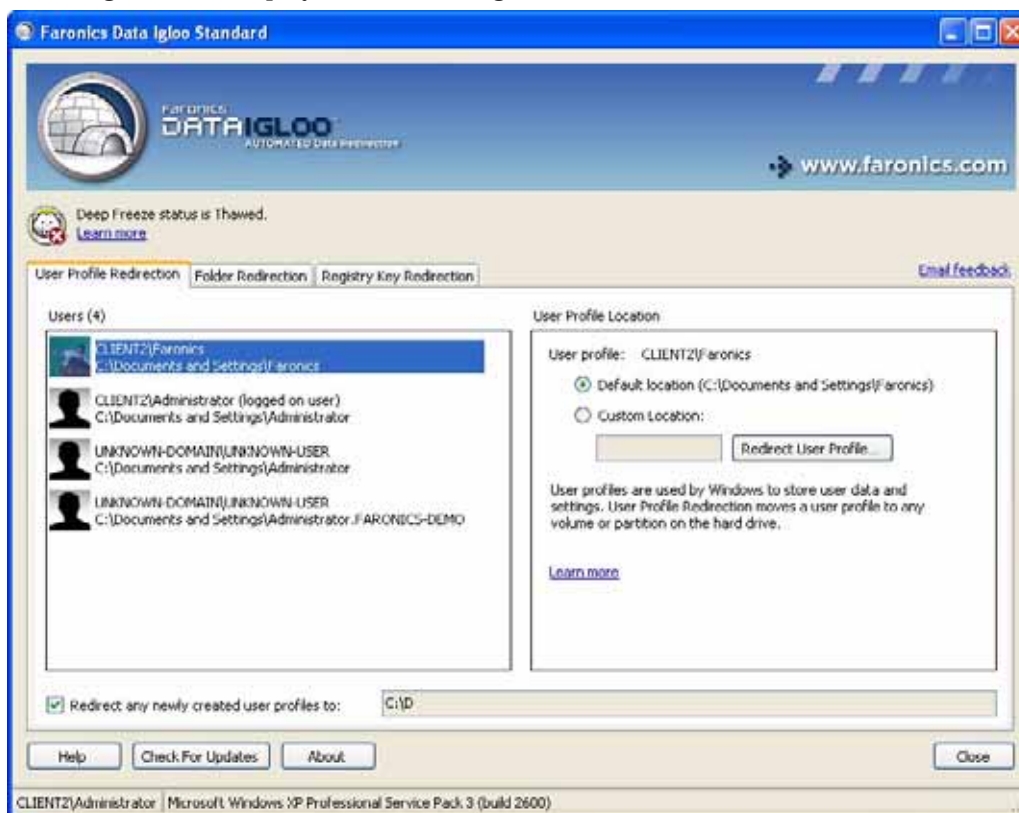 Faronics Data Igloo Standard
Faronics
DATAIGLOO
AUTOMATED Data Redirection
www.faronics.com
Deep Freeze status is Thawed.
Learn more
User Profile Redirection
Folder Redirection
Registry Key Redirection
Email feedback
Users (4)
CLIENT2\Faronics
C:\Documents and Settings\Faronics
CLIENT2\Administrator (logged on user)
C:\Documents and Settings\Administrator
UNKNOWN-DOMAIN\UNKNOWN-USER
C:\Documents and Settings\Administrator
UNKNOWN-DOMAIN\UNKNOWN-USER
C:\Documents and Settings\Administrator.FARONICS-DEMO
User Profile Location
User profile: CLIENT2\Faronics
Default location (C:\Documents and Settings\Faronics)
Custom Location:
Redirect User Profile...
User profiles are used by Windows to store user data and
settings. User Profile Redirection moves a user profile to any
volume or partition on the hard drive.
Learn more
Redirect any newly created user profiles to: C:\D
Help
Check For Updates
About
Close
CLIENT2\Administrator
Microsoft Windows XP Professional Service Pack 3 (build 2600)